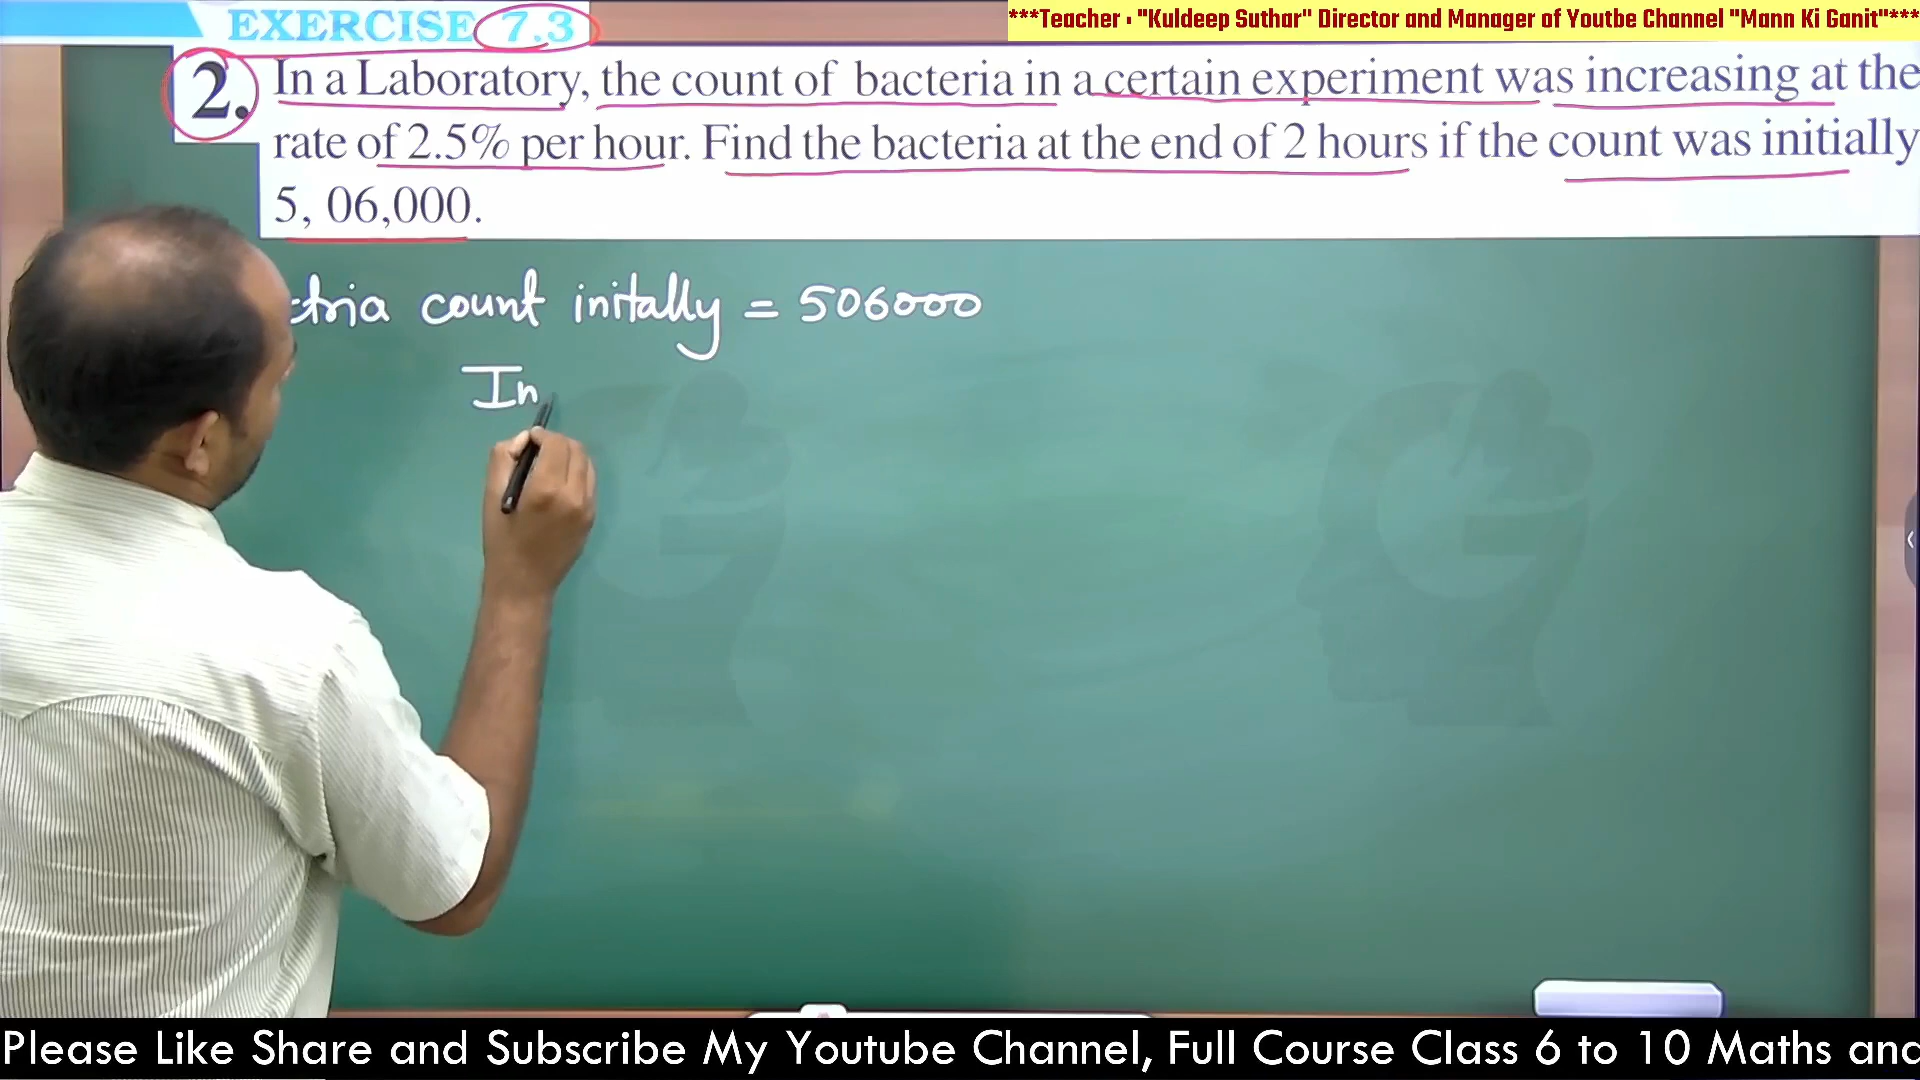 EXERCISE 7.3
***Teacher : "Kuldeep Suthar" Director and Manager of Youtbe Channel "Mann Ki Ganit"***
2. In a Laboratory, the count of bacteria in a certain experiment was increasing at the
rate of 2.5% per hour. Find the bacteria at the end of 2 hours if the count was initially
5, 06,000.
count initally = 506000
In
Please Like Share and Subscribe My Youtube Channel, Full Course Class 6 to 10 Maths and